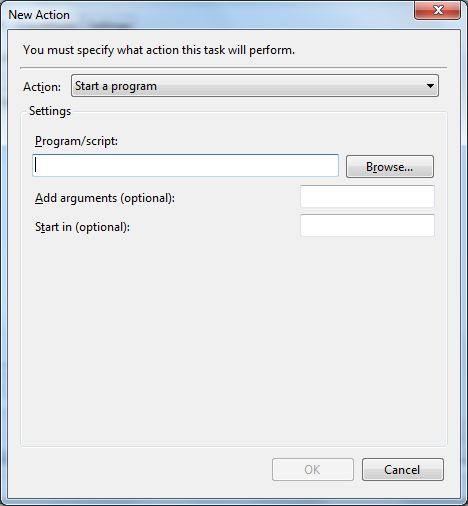 New Action
You must specify what action this task will perform.
Action: Start a program
Settings
Program/script:
Browse...
Add arguments (optional):
Start in (optional):
OK Cancel